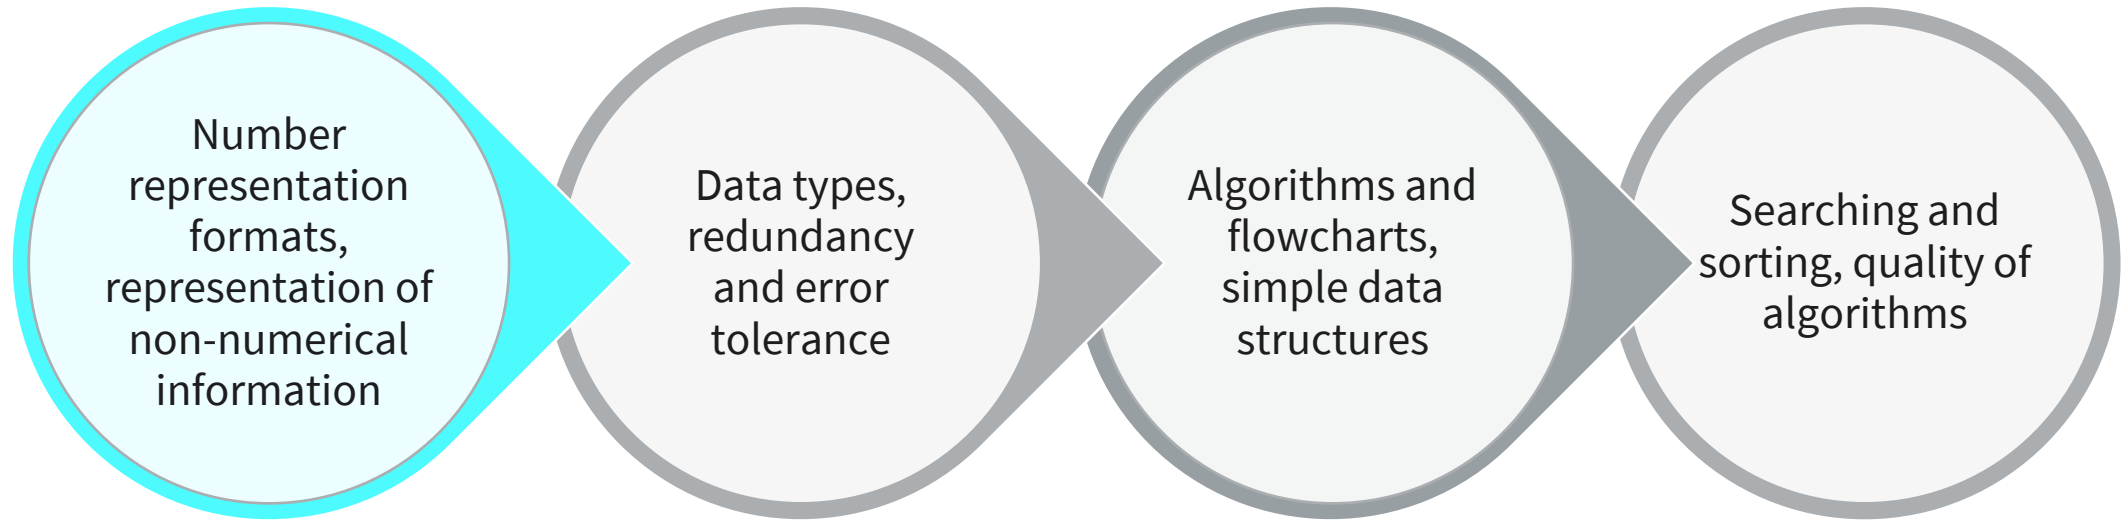 Number
representation
formats,
representation of
non-numerical
information
Data types,
redundancy
and error
tolerance
Algorithms and
flowcharts,
simple data
structures
Searching and
sorting, quality of
algorithms